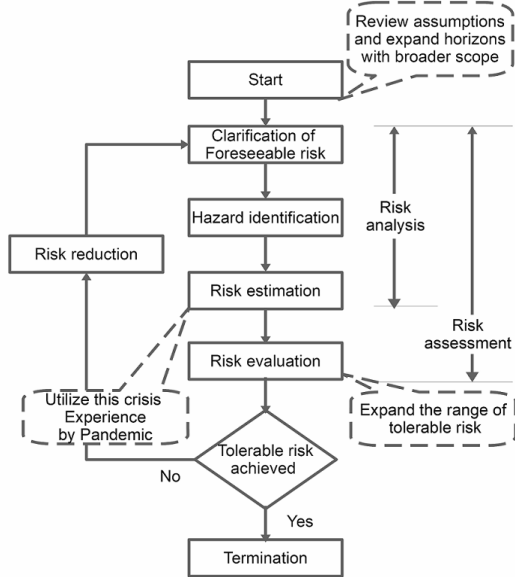 Review assumptions
and expand horizons
with broader scope
Start
Clarification of
Foreseeable risk
Hazard identification
Risk
analysis
Risk reduction
Risk estimation
Risk
assessment
Risk evaluation
Utilize this crisis
Experience
by Pandemic
Expand the range of
tolerable risk
Tolerable risk
achieved
No
Yes
Termination